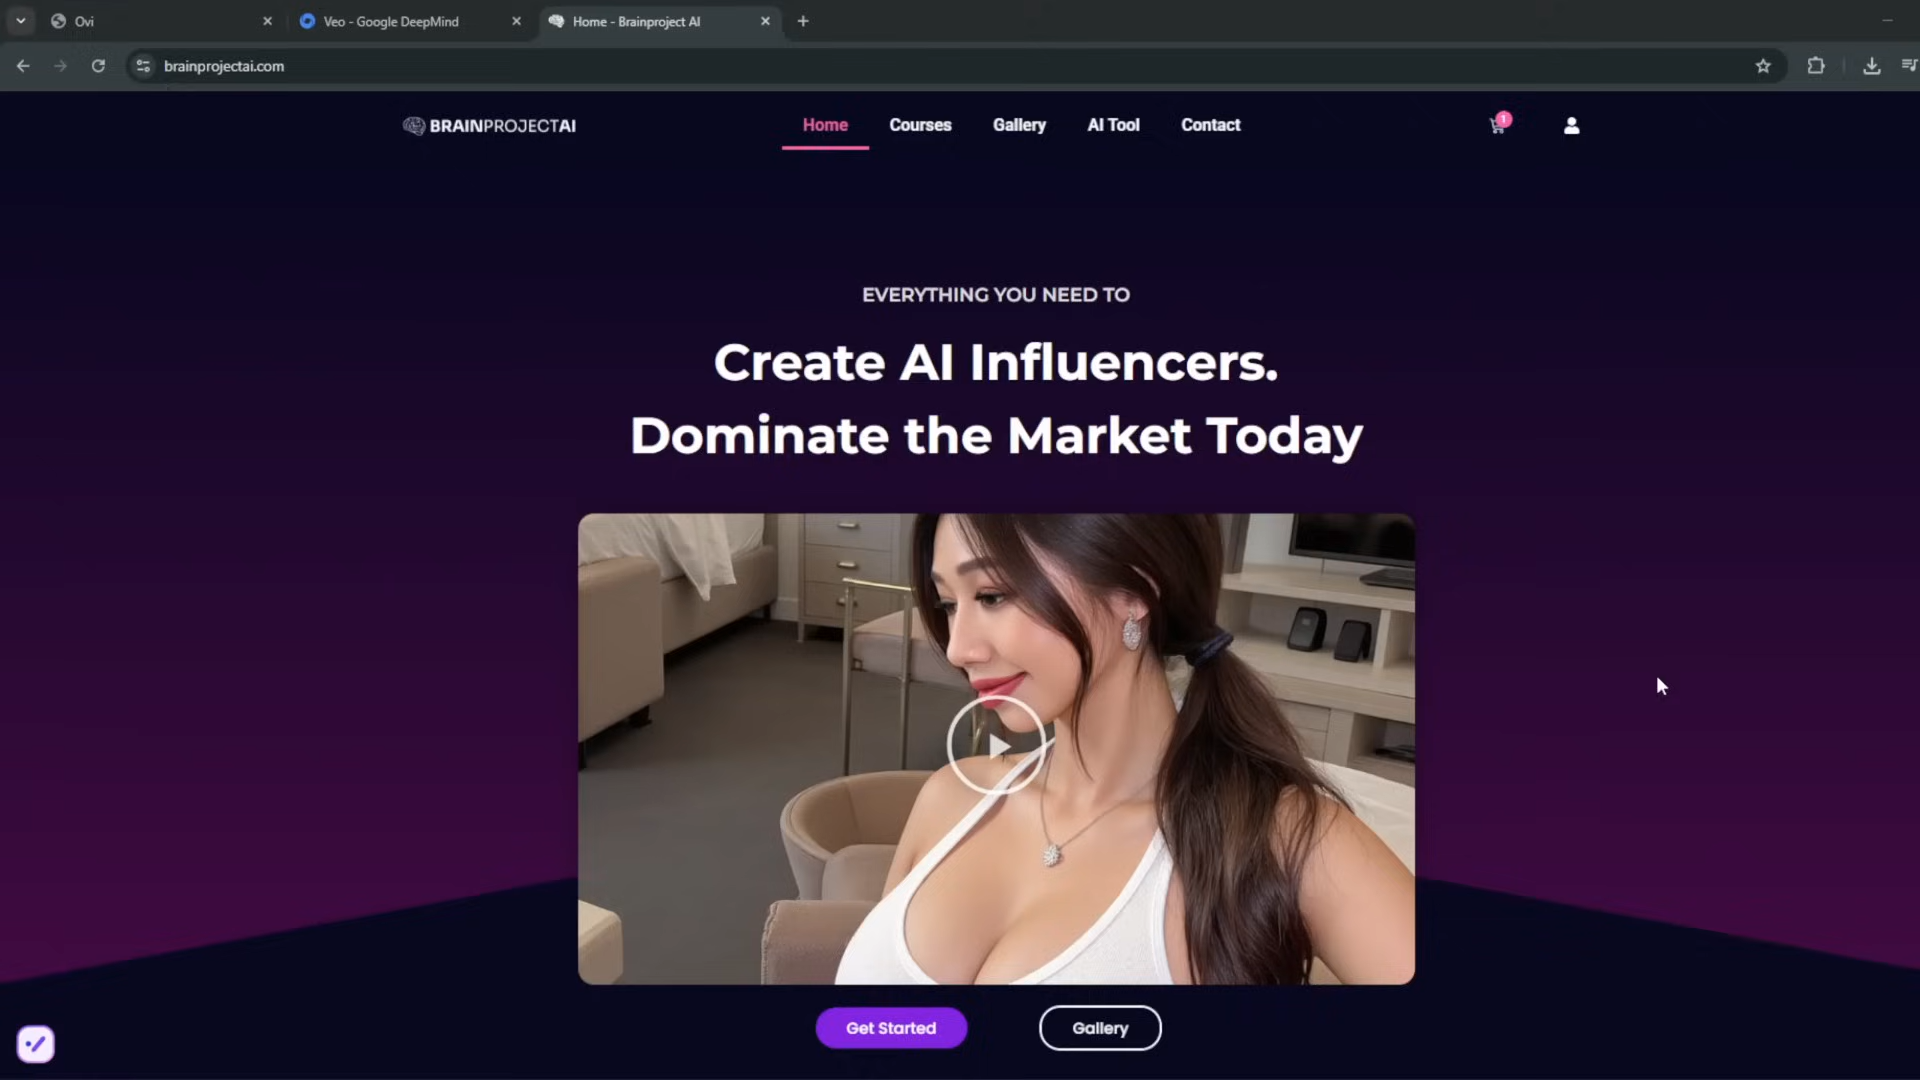 Ovi
Veo - Google DeepMind
Home - Brainproject AI
brainprojectai.com
BRAINPROJECTAI
Home
Courses
Gallery
AI Tool
Contact
1
EVERYTHING YOU NEED TO
Create AI Influencers.
Dominate the Market Today
Get Started
Gallery